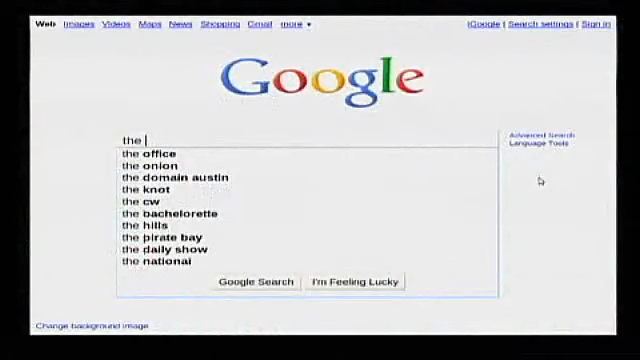 Web Images Videos Maps News Shopping Gmail more ▼ iGoogle | Search settings | Sign in
Google
the
Advanced Search
Language Tools
the office
the onion
the domain austin
the knot
the cw
the bachelorette
the hills
the pirate bay
the daily show
the national
Google Search I'm Feeling Lucky
Change background image